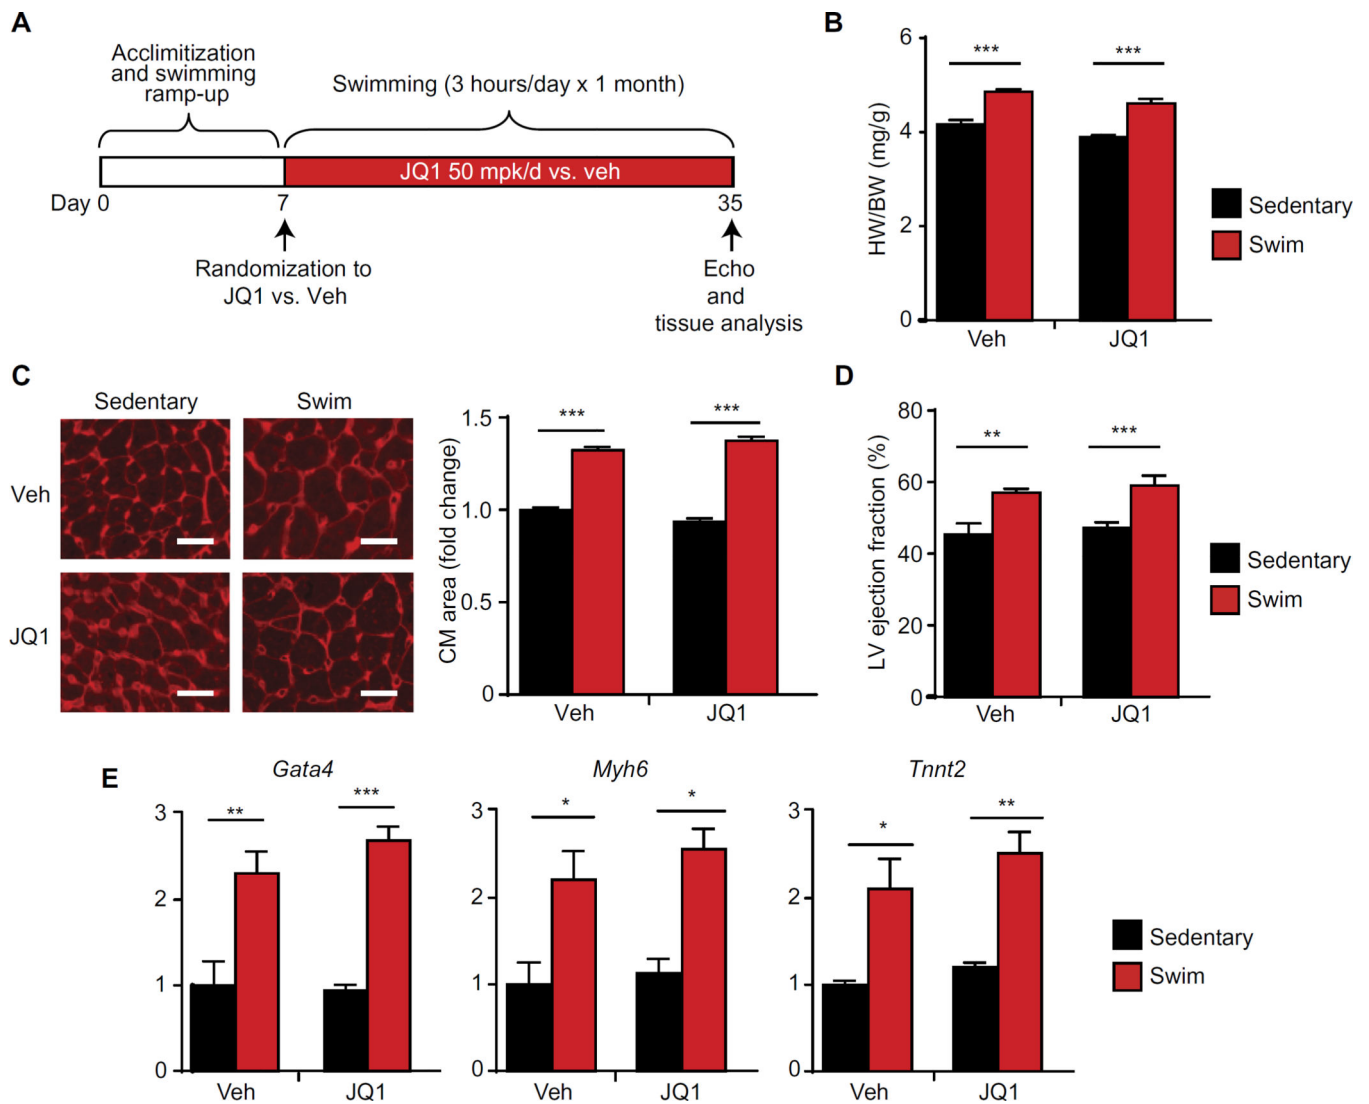 A
Acclimitization
and swimming
ramp-up
Swimming (3 hours/day x 1 month)
JQ1 50 mpk/d vs. veh
Day 0
7
35
Randomization to
JQ1 vs. Veh
Echo
and
tissue analysis
B
HW/BW (mg/g)
6
4
2
0
***
***
Veh
JQ1
Sedentary
Swim
C
Sedentary
Swim
Veh
JQ1
CM area (fold change)
1.5
1.0
0.5
0
***
***
Veh
JQ1
D
LV ejection fraction (%)
80
60
40
20
0
**
***
Veh
JQ1
Sedentary
Swim
E
Gata4
3
2
1
0
**
***
Veh
JQ1
Myh6
3
2
1
0
*
*
Veh
JQ1
Tnnt2
3
2
1
0
*
**
Veh
JQ1
Sedentary
Swim